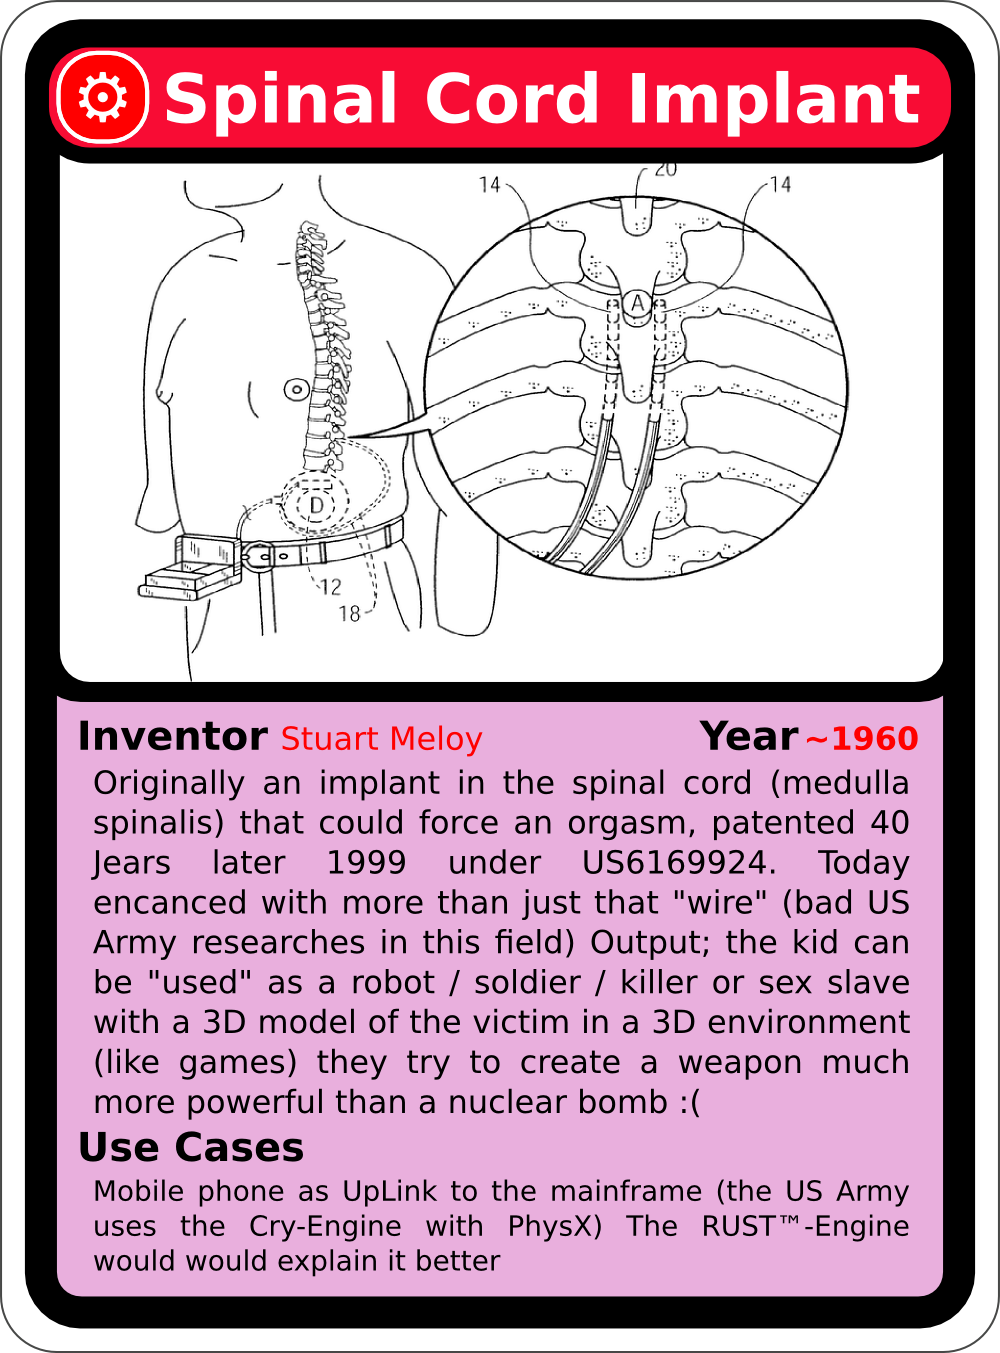 Spinal Cord Implant
20
14
14
A
D
12
18
Inventor Stuart Meloy Year ~1960
Originally an implant in the spinal cord (medulla
spinalis) that could force an orgasm, patented 40
Jears later 1999 under US6169924. Today
encanced with more than just that "wire" (bad US
Army researches in this field) Output; the kid can
be "used" as a robot / soldier / killer or sex slave
with a 3D model of the victim in a 3D environment
(like games) they try to create a weapon much
more powerful than a nuclear bomb :(
Use Cases
Mobile phone as UpLink to the mainframe (the US Army
uses the Cry-Engine with PhysX) The RUST™-Engine
would would explain it better